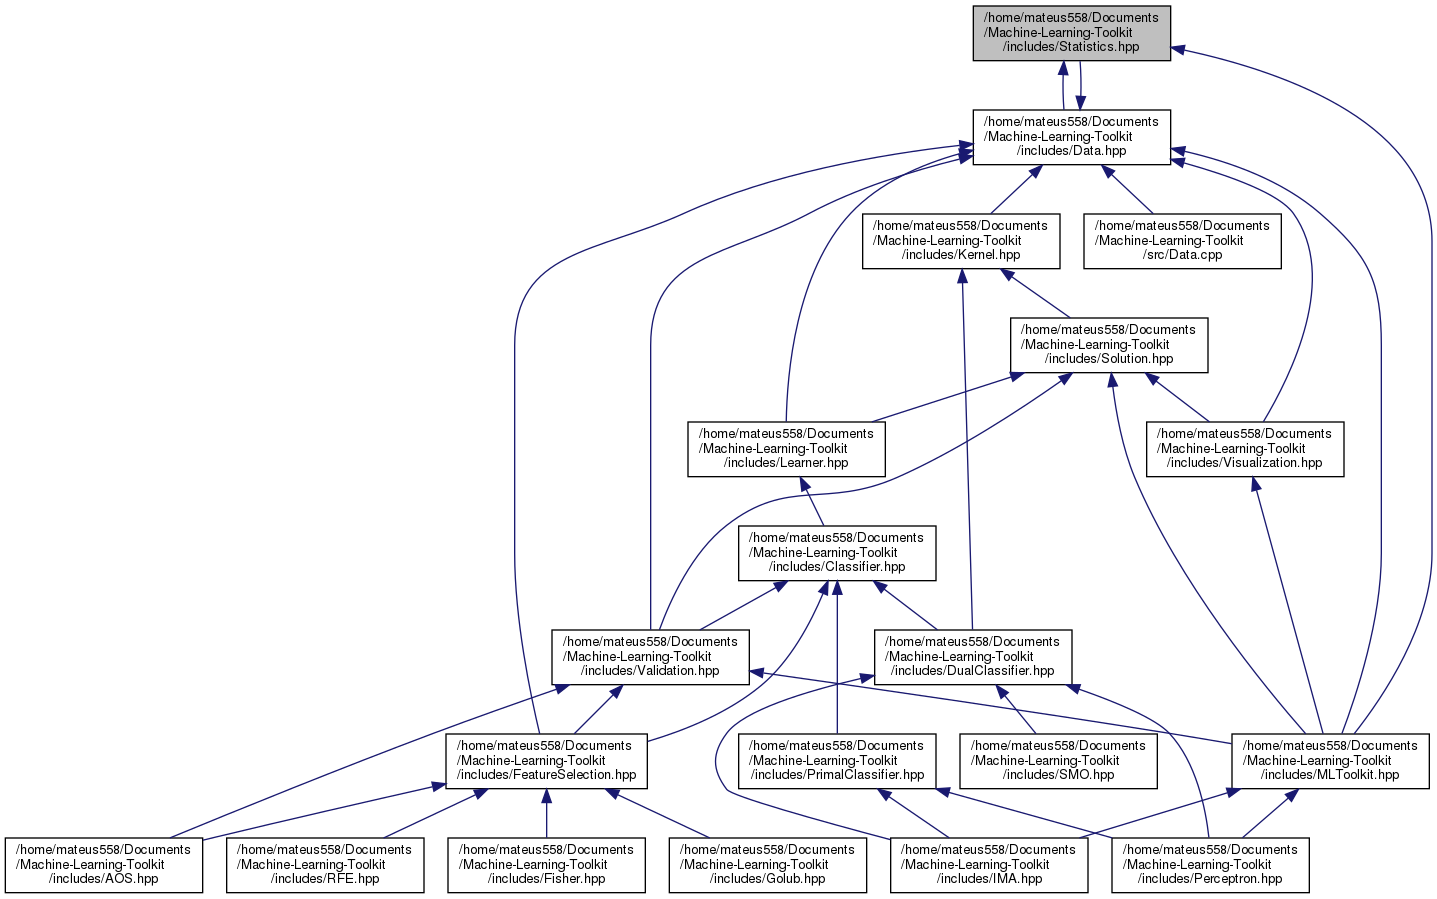 /home/mateus558/Documents
/Machine-Learning-Toolkit
/includes/Statistics.hpp
/home/mateus558/Documents
/Machine-Learning-Toolkit
/includes/Data.hpp
/home/mateus558/Documents
/Machine-Learning-Toolkit
/includes/Kernel.hpp
/home/mateus558/Documents
/Machine-Learning-Toolkit
/src/Data.cpp
/home/mateus558/Documents
/Machine-Learning-Toolkit
/includes/Solution.hpp
/home/mateus558/Documents
/Machine-Learning-Toolkit
/includes/Learner.hpp
/home/mateus558/Documents
/Machine-Learning-Toolkit
/includes/Visualization.hpp
/home/mateus558/Documents
/Machine-Learning-Toolkit
/includes/Classifier.hpp
/home/mateus558/Documents
/Machine-Learning-Toolkit
/includes/Validation.hpp
/home/mateus558/Documents
/Machine-Learning-Toolkit
/includes/DualClassifier.hpp
/home/mateus558/Documents
/Machine-Learning-Toolkit
/includes/FeatureSelection.hpp
/home/mateus558/Documents
/Machine-Learning-Toolkit
/includes/PrimalClassifier.hpp
/home/mateus558/Documents
/Machine-Learning-Toolkit
/includes/SMO.hpp
/home/mateus558/Documents
/Machine-Learning-Toolkit
/includes/MLToolkit.hpp
/home/mateus558/Documents
/Machine-Learning-Toolkit
/includes/AOS.hpp
/home/mateus558/Documents
/Machine-Learning-Toolkit
/includes/RFE.hpp
/home/mateus558/Documents
/Machine-Learning-Toolkit
/includes/Fisher.hpp
/home/mateus558/Documents
/Machine-Learning-Toolkit
/includes/Golub.hpp
/home/mateus558/Documents
/Machine-Learning-Toolkit
/includes/IMA.hpp
/home/mateus558/Documents
/Machine-Learning-Toolkit
/includes/Perceptron.hpp